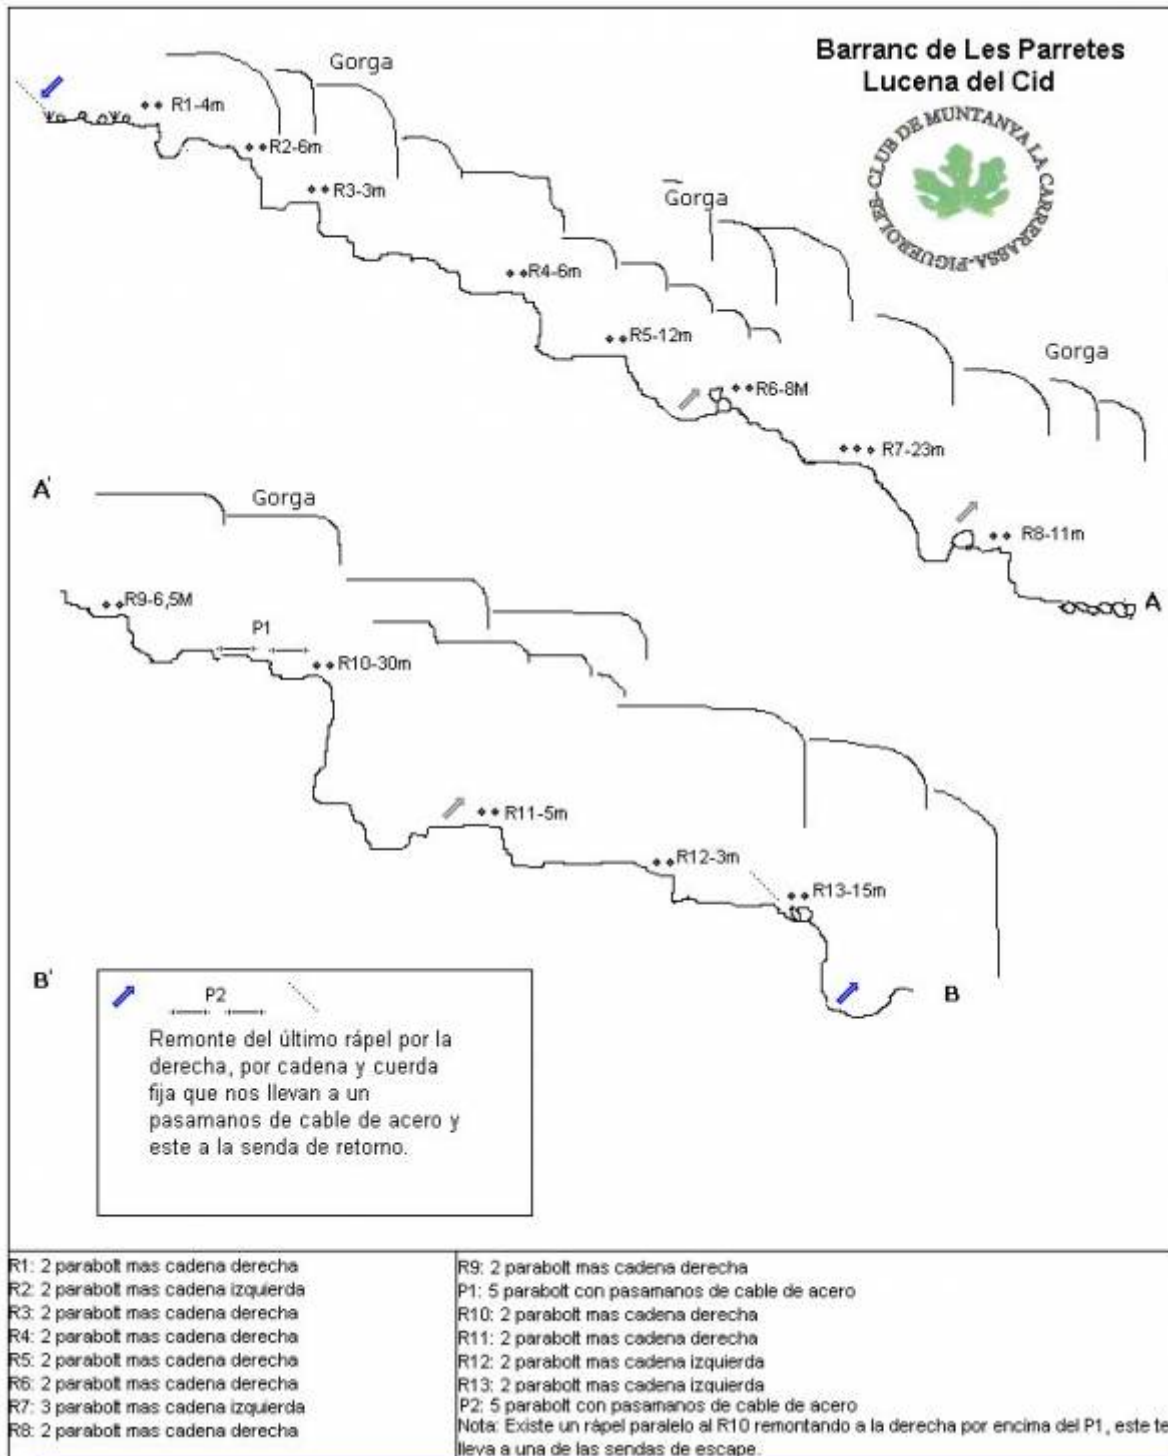 Barranc de Les Parretes
Lucena del Cid
CLUB DE MUNTANYA LA CARRERASSA-FIGUEROLES-
Gorga
R1-4m
R2-6m
R3-3m
Gorga
R4-6m
R5-12m
Gorga
R6-8M
R7-23m
R8-11m
A
A'
Gorga
R9-6,5M
P1
R10-30m
R11-5m
R12-3m
R13-15m
B
B'
P2
Remonte del último rápel por la
derecha, por cadena y cuerda
fija que nos llevan a un
pasamanos de cable de acero y
este a la senda de retorno.
R1: 2 parabolt mas cadena derecha
R2: 2 parabolt mas cadena izquierda
R3: 2 parabolt mas cadena derecha
R4: 2 parabolt mas cadena derecha
R5: 2 parabolt mas cadena derecha
R6: 2 parabolt mas cadena derecha
R7: 3 parabolt mas cadena izquierda
R8: 2 parabolt mas cadena derecha
R9: 2 parabolt mas cadena derecha
P1: 5 parabolt con pasamanos de cable de acero
R10: 2 parabolt mas cadena derecha
R11: 2 parabolt mas cadena derecha
R12: 2 parabolt mas cadena izquierda
R13: 2 parabolt mas cadena izquierda
P2: 5 parabolt con pasamanos de cable de acero
Nota: Existe un rápel paralelo al R10 remontando a la derecha por encima del P1, este te
lleva a una de las sendas de escape.